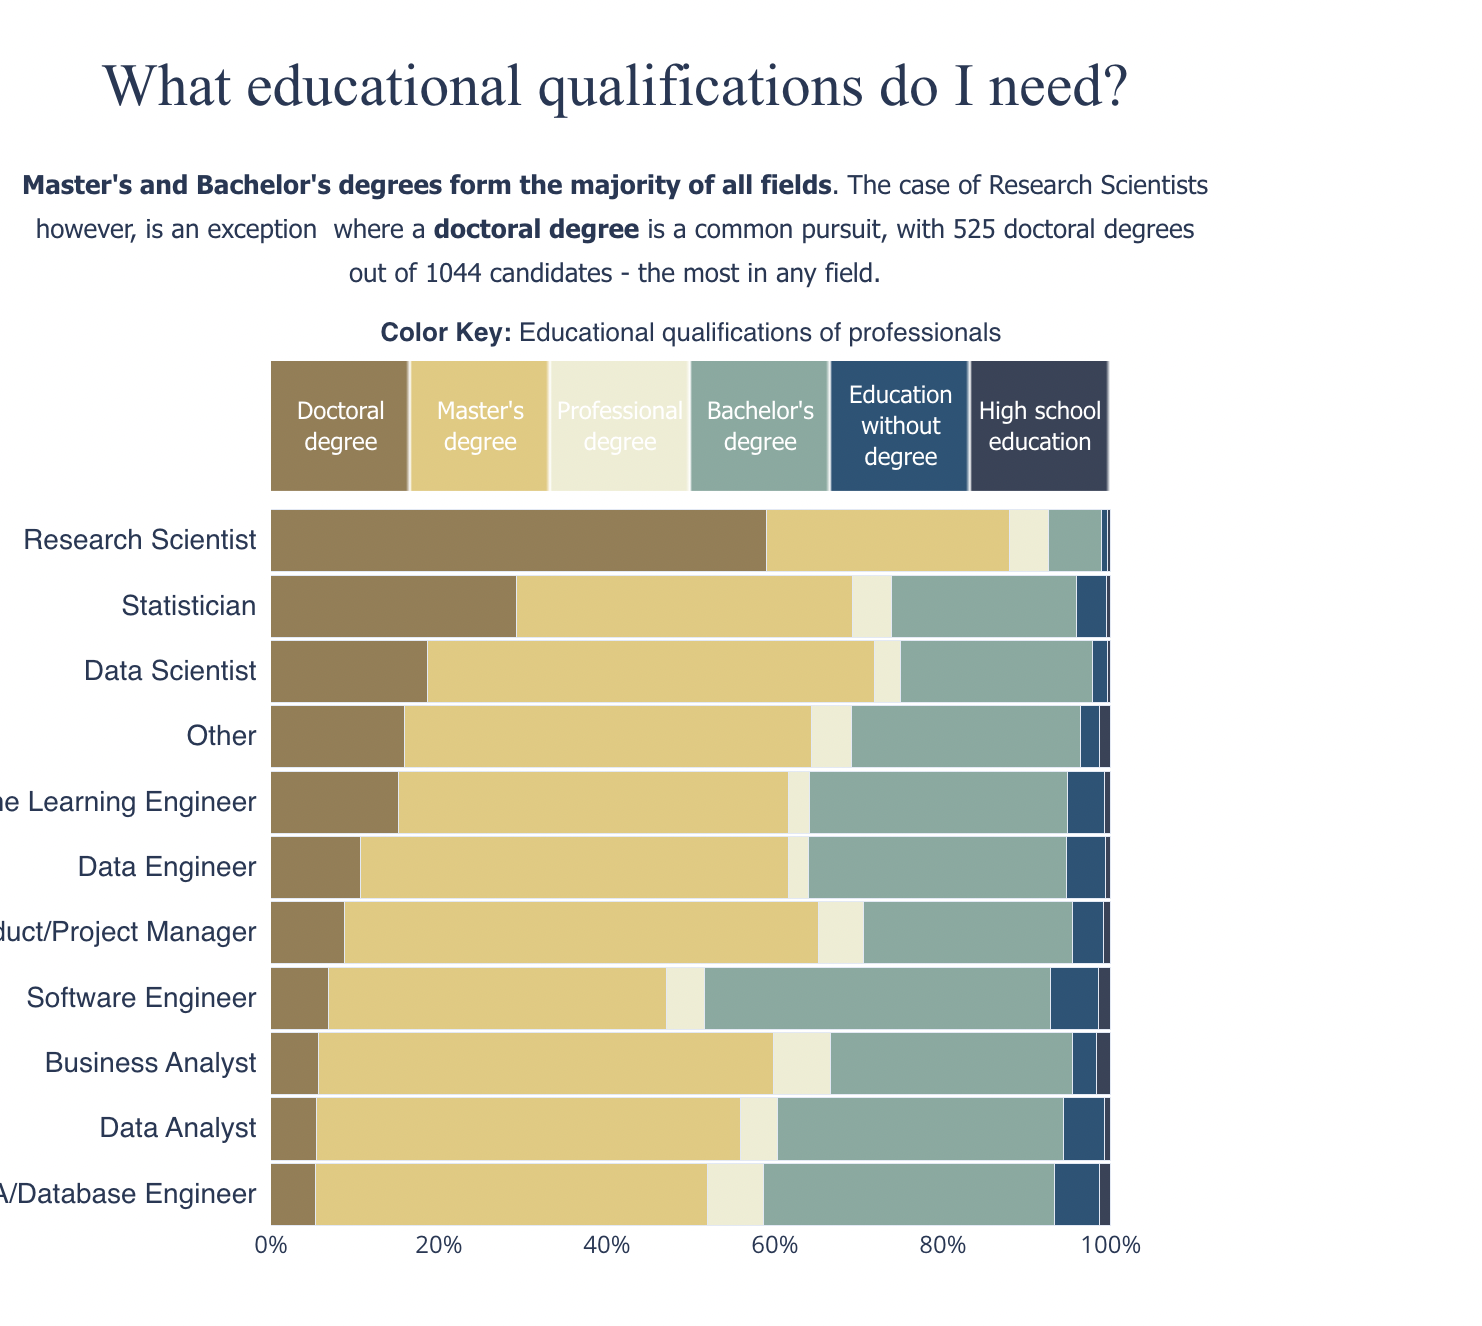 What educational qualifications do I need?
Master's and Bachelor's degrees form the majority of all fields. The case of Research Scientists
however, is an exception  where a doctoral degree is a common pursuit, with 525 doctoral degrees
out of 1044 candidates - the most in any field.
Color Key: Educational qualifications of professionals
Doctoral
degree
Master's
degree
Professional
degree
Bachelor's
degree
Education
without
degree
High school
education
Research Scientist
Statistician
Data Scientist
Other
ne Learning Engineer
Data Engineer
duct/Project Manager
Software Engineer
Business Analyst
Data Analyst
A/Database Engineer
0% 20% 40% 60% 80% 100%